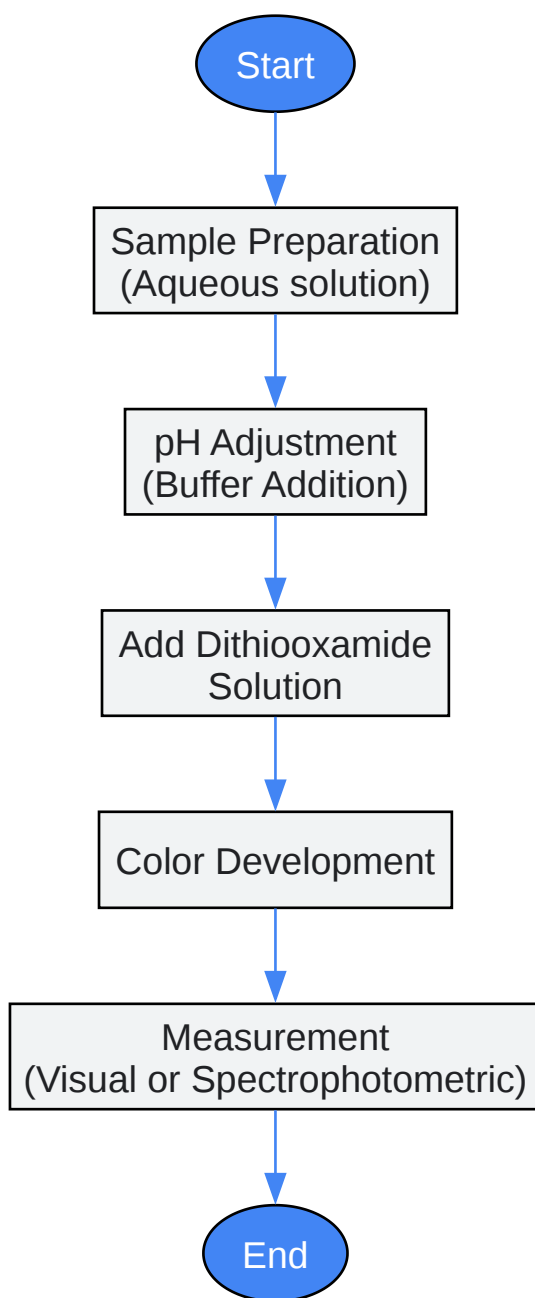 Start
Sample Preparation
(Aqueous solution)
pH Adjustment
(Buffer Addition)
Add Dithiooxamide
Solution
Color Development
Measurement
(Visual or Spectrophotometric)
End